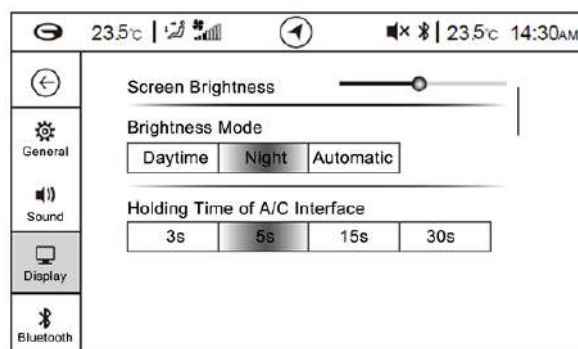 23.5℃ 23.5℃ 14:30AM
Screen Brightness
Brightness Mode
Daytime Night Automatic
Holding Time of A/C Interface
3s 5s 15s 30s
General
Sound
Display
Bluetooth